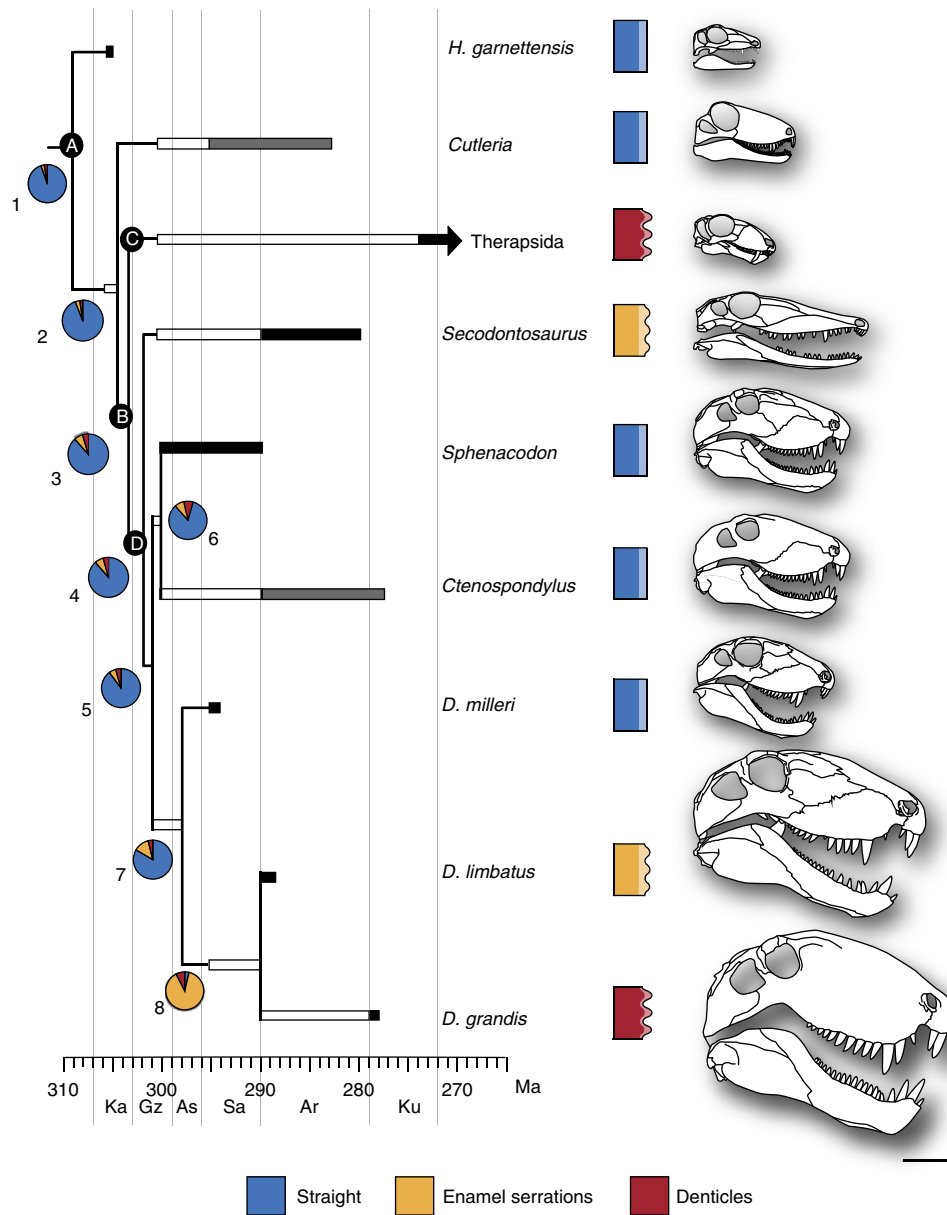 H. garnettensis
A
1
Cutleria
C
Therapsida
2
Secodontosaurus
B
3
Sphenacodon
6
D
4
Ctenospondylus
5
D. milleri
7
D. limbatus
8
D. grandis
310 300 290 280 270 Ma
Ka Gz As Sa Ar Ku
Straight Enamel serrations Denticles